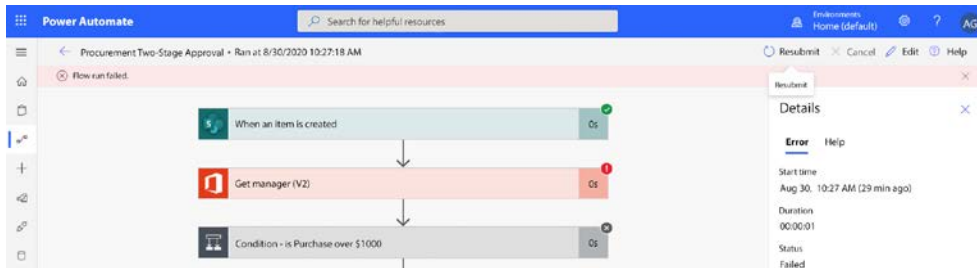 Power Automate
Search for helpful resources
Environments
Home (default)
?
AG
Procurement Two-Stage Approval • Ran at 8/30/2020 10:27:18 AM
Resubmit
Cancel
Edit
Help
Flow run failed.
Resubmit
When an item is created
0s
Get manager (V2)
0s
Condition - is Purchase over $1000
0s
Details
Error
Help
Start time
Aug 30, 10:27 AM (29 min ago)
Duration
00:00:01
Status
Failed